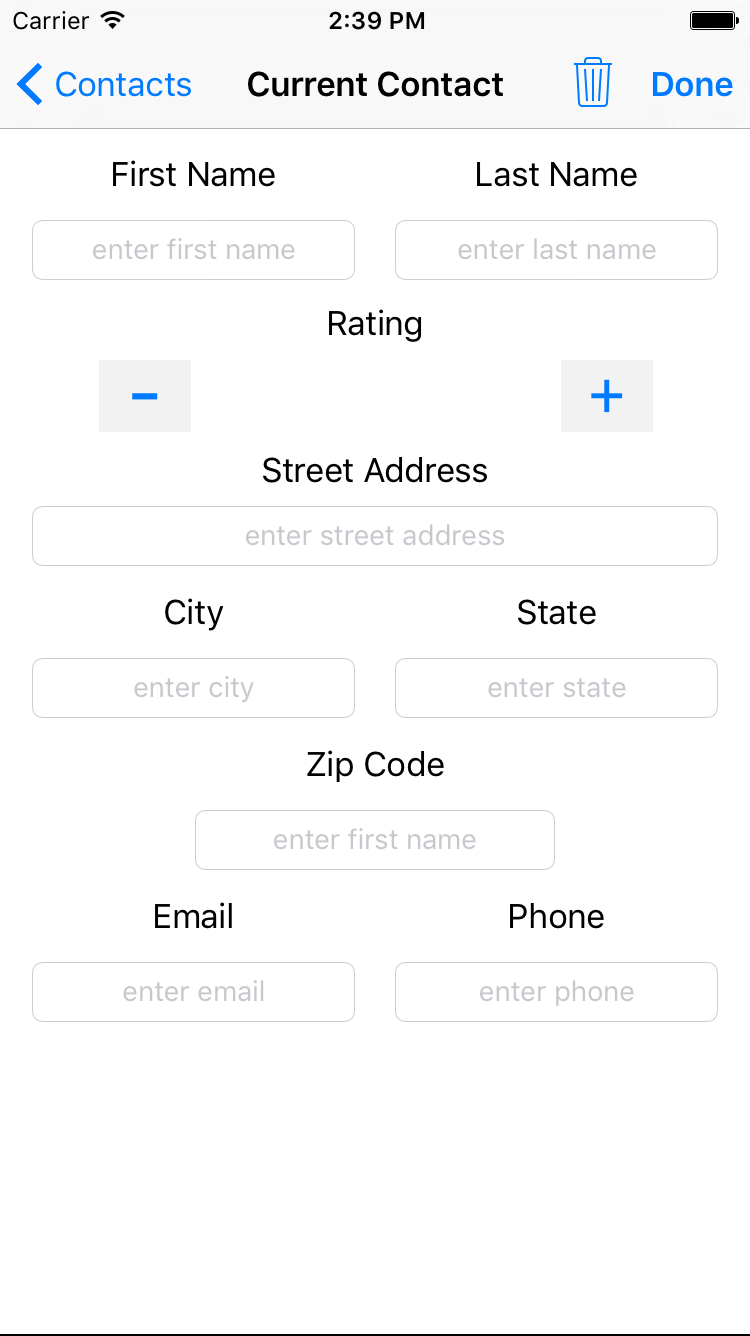 Carrier 2:39 PM
Contacts Current Contact Done
First Name Last Name
enter first name enter last name
Rating
− +
Street Address
enter street address
City State
enter city enter state
Zip Code
enter first name
Email Phone
enter email enter phone